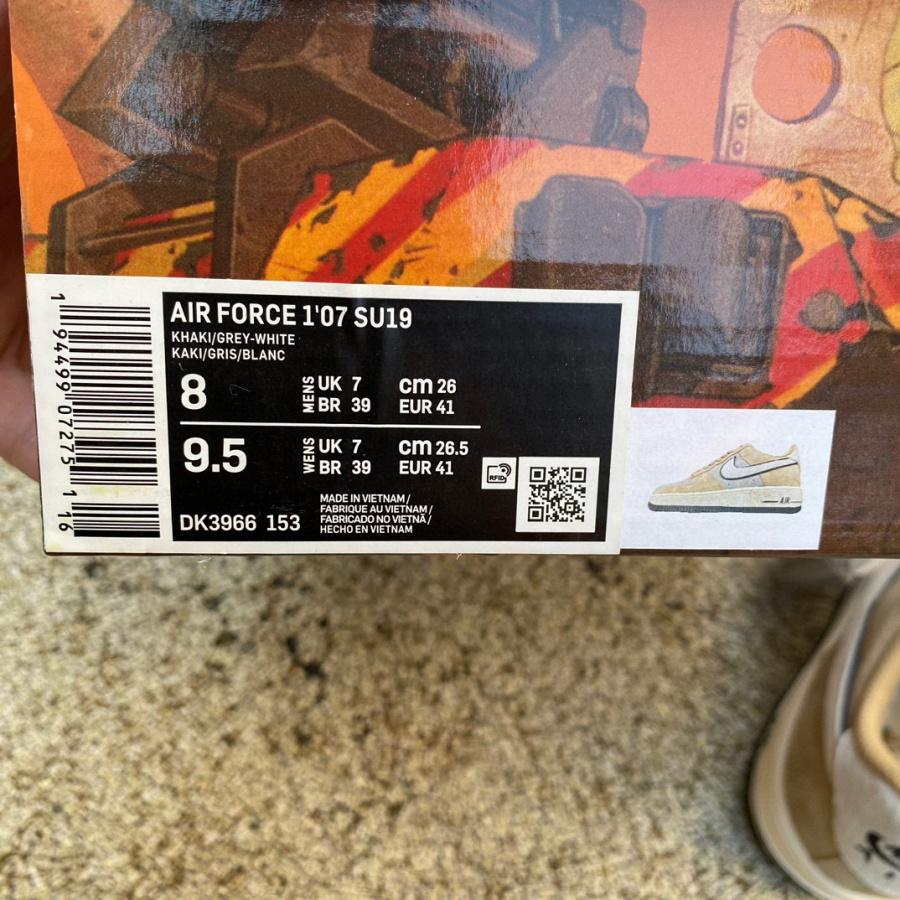 AIR FORCE 1'07 SU19
KHAKI/GREY-WHITE
KAKI/GRIS/BLANC
8 MENS UK 7 cm 26
BR 39 EUR 41
9.5 WENS UK 7 cm 26.5
BR 39 EUR 41
RFID
DK3966 153
MADE IN VIETNAM/
FABRIQUE AU VIETNAM/
FABRICADO NO VIETNÃ/
HECHO EN VIETNAM
1 94499 07275 1 16
AIR